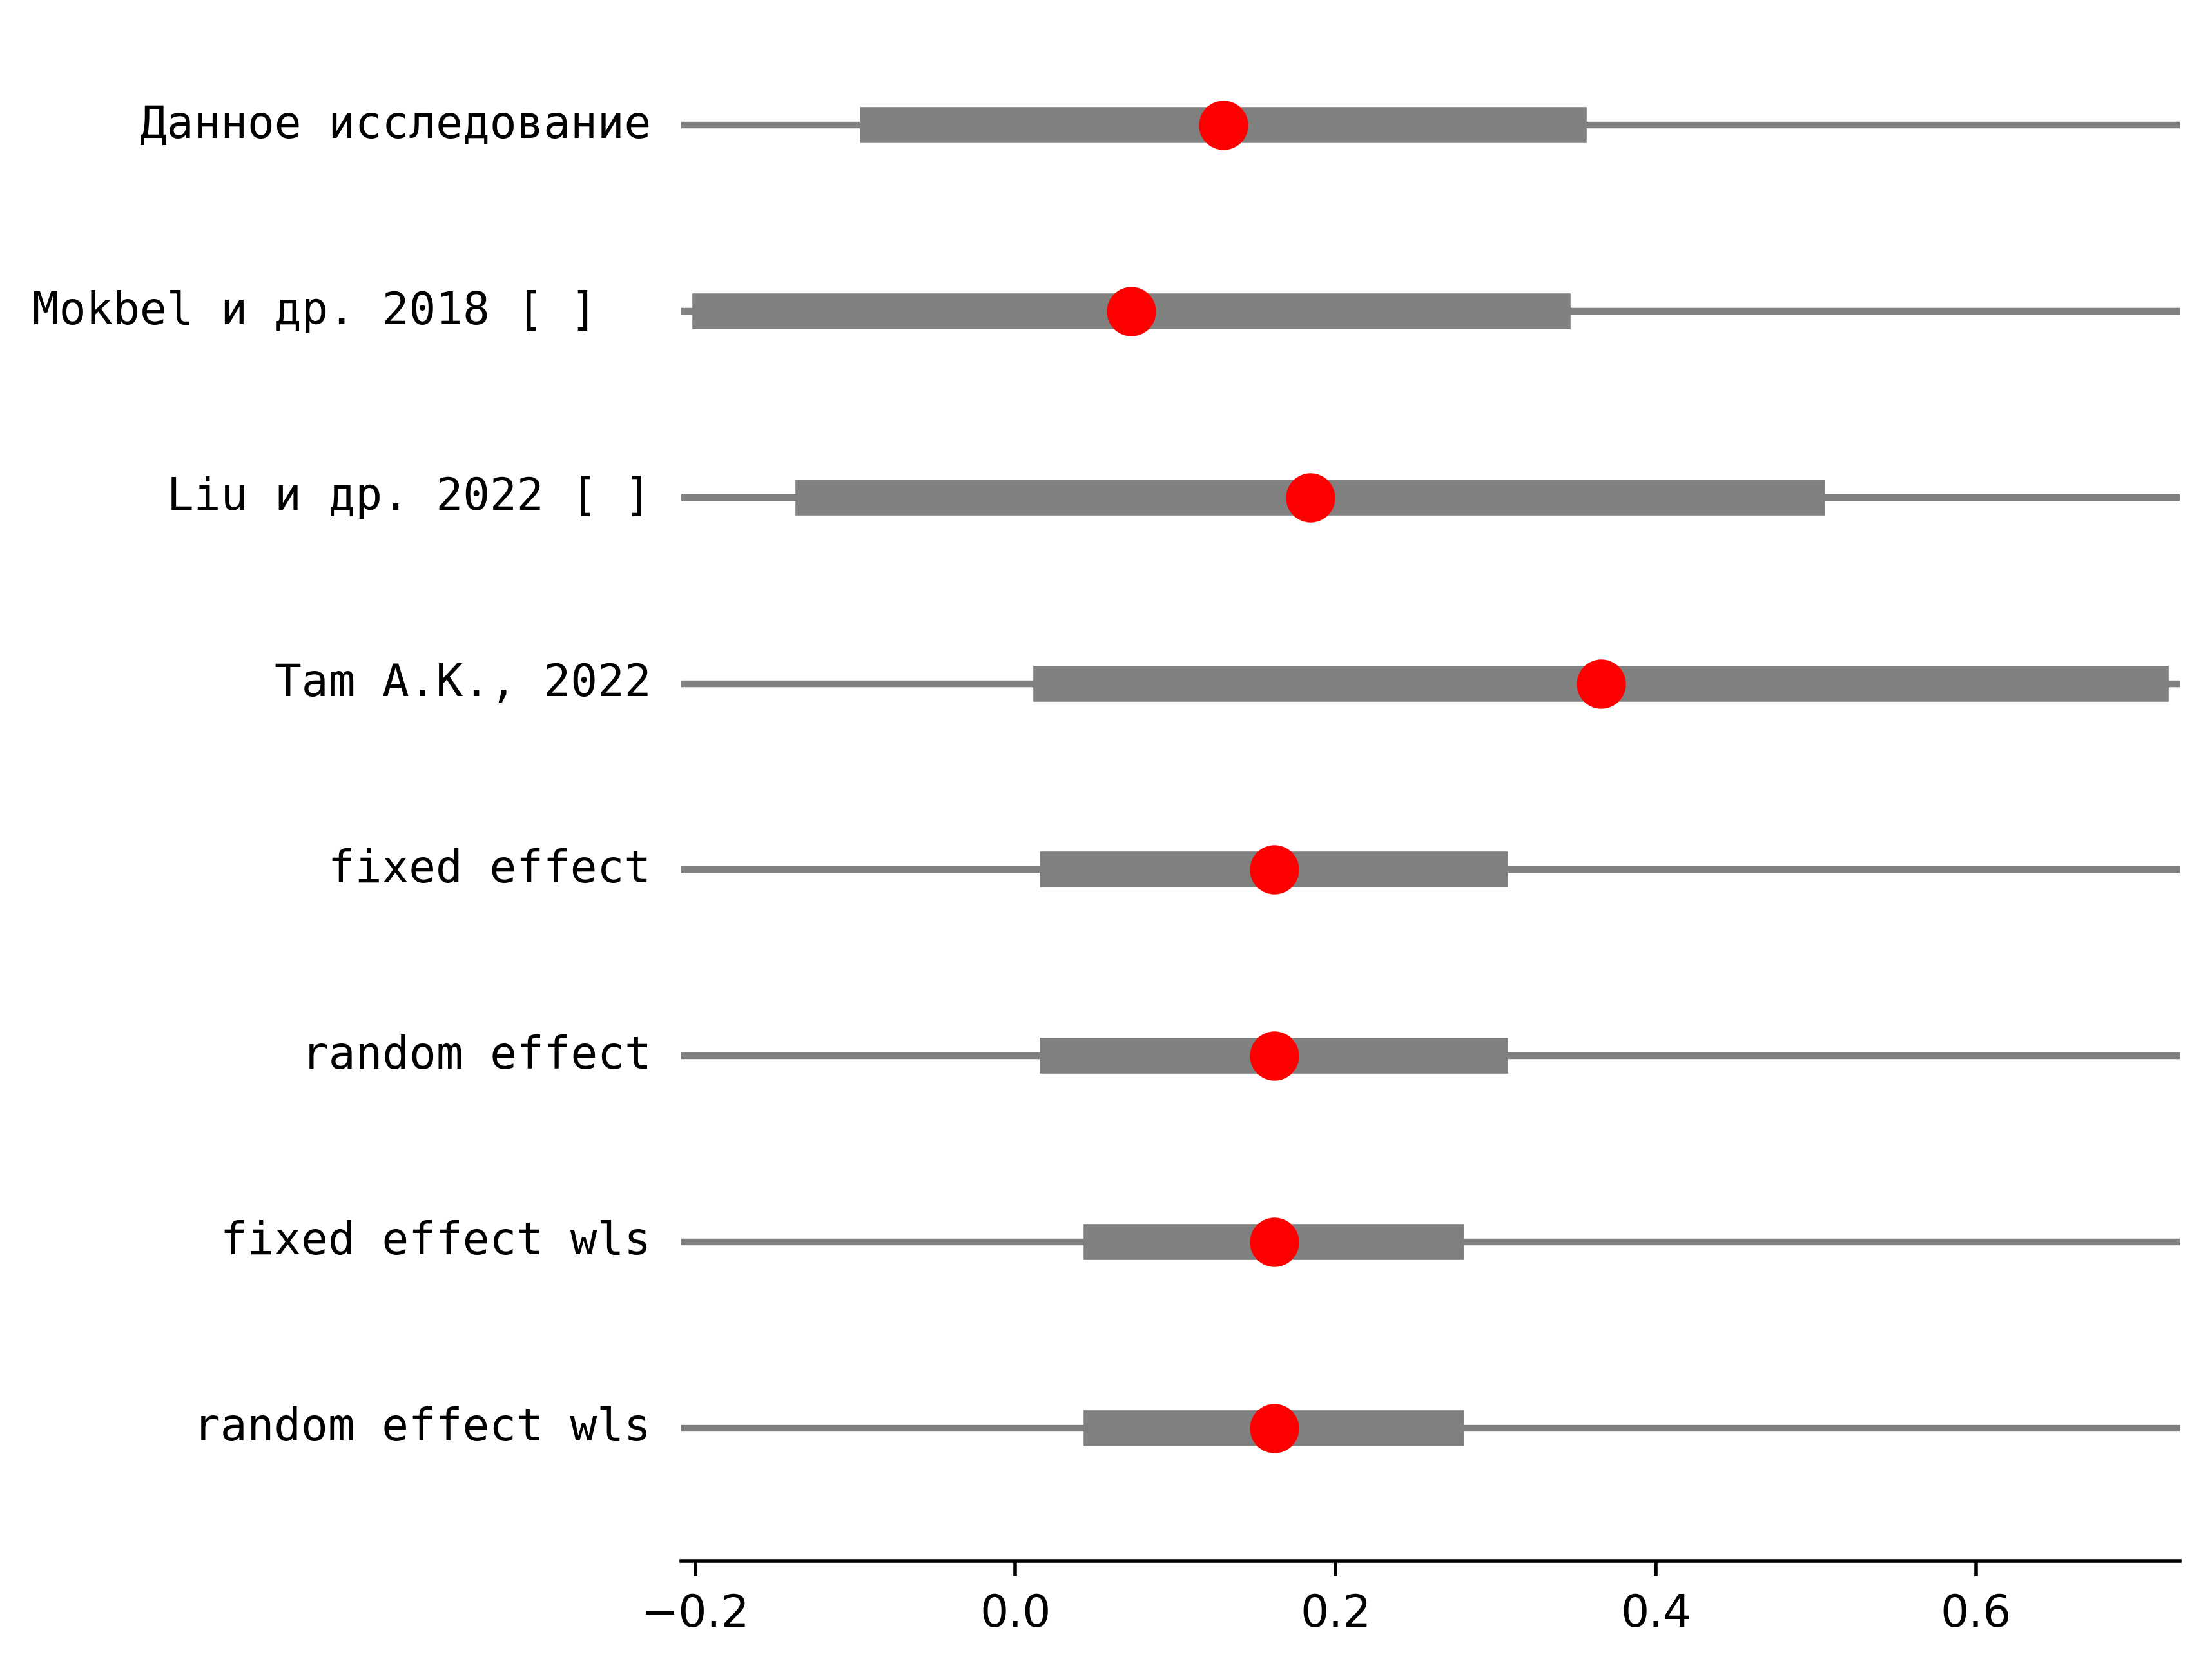 Данное исследование
Mokbel и др. 2018 [ ]
Liu и др. 2022 [ ]
Tam A.K., 2022
fixed effect
random effect
fixed effect wls
random effect wls
−0.2 0.0 0.2 0.4 0.6